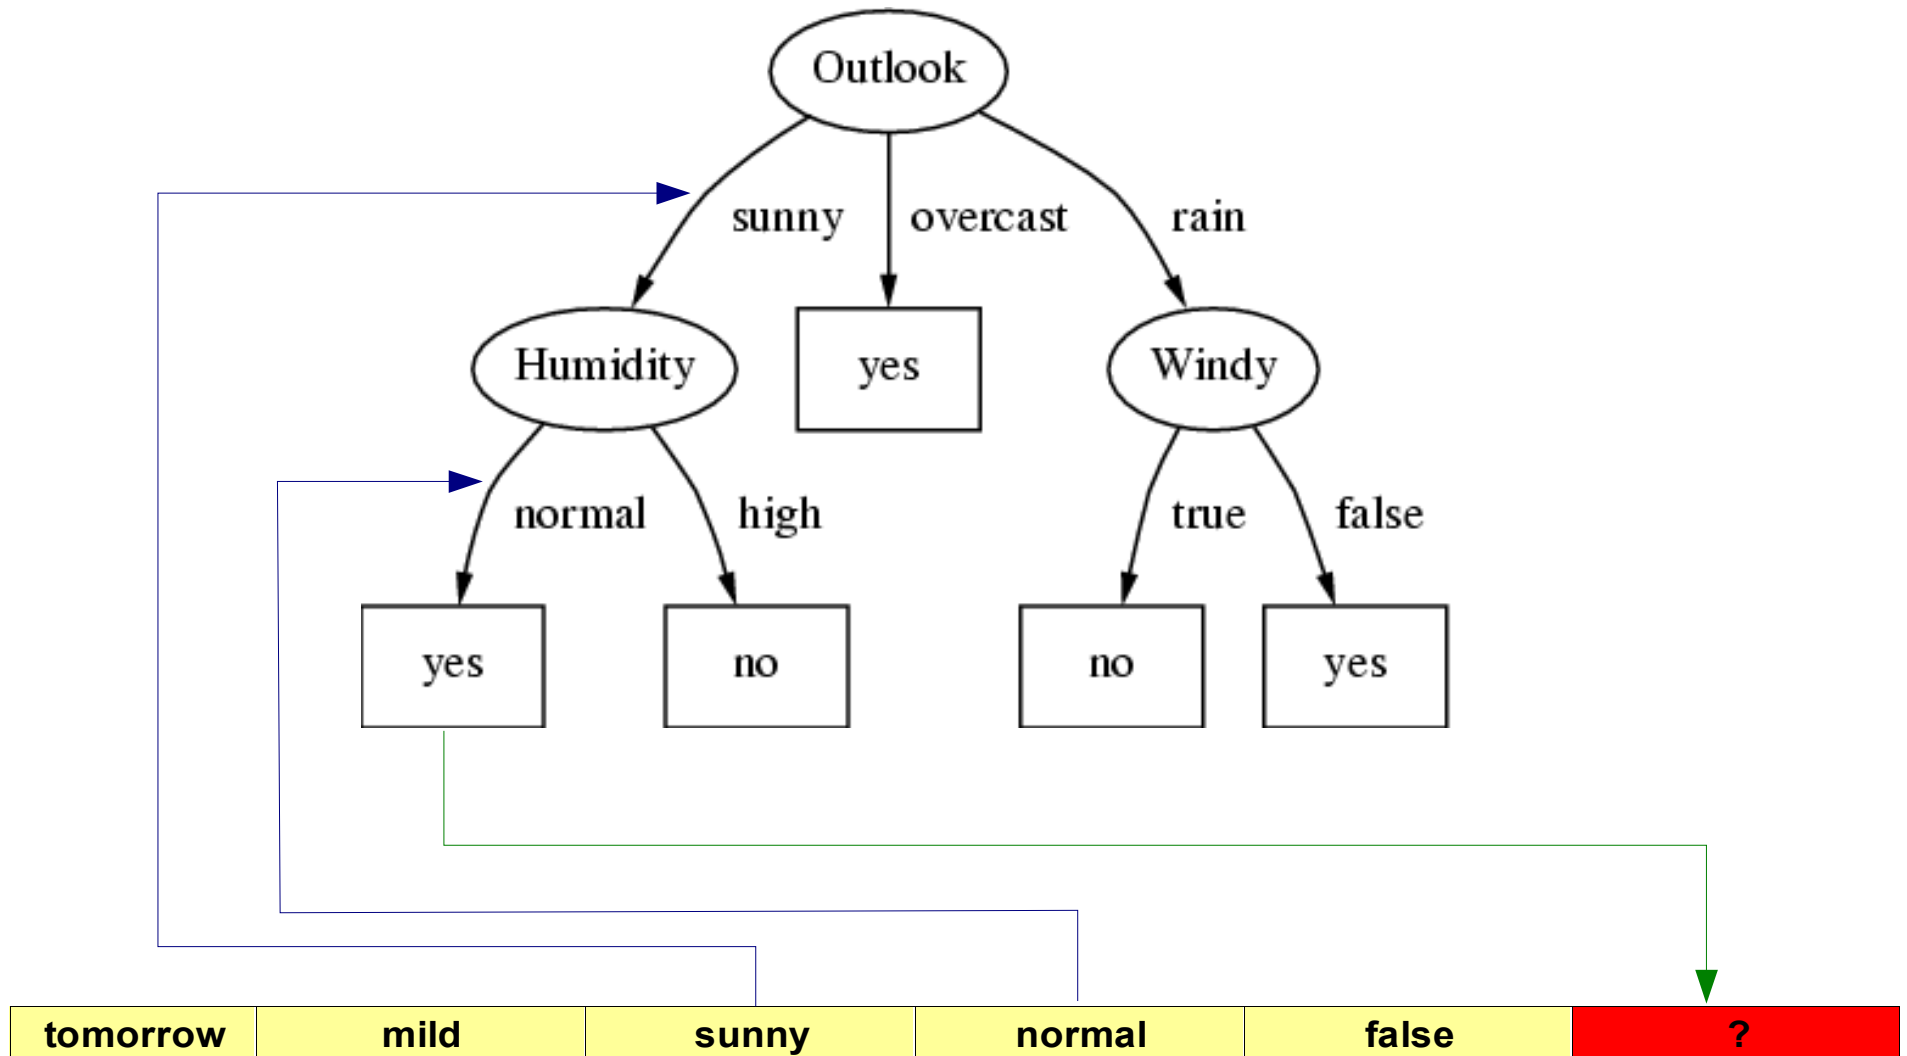 Outlook
sunny overcast rain
Humidity yes Windy
normal high true false
yes no no yes
tomorrow mild sunny normal false ?